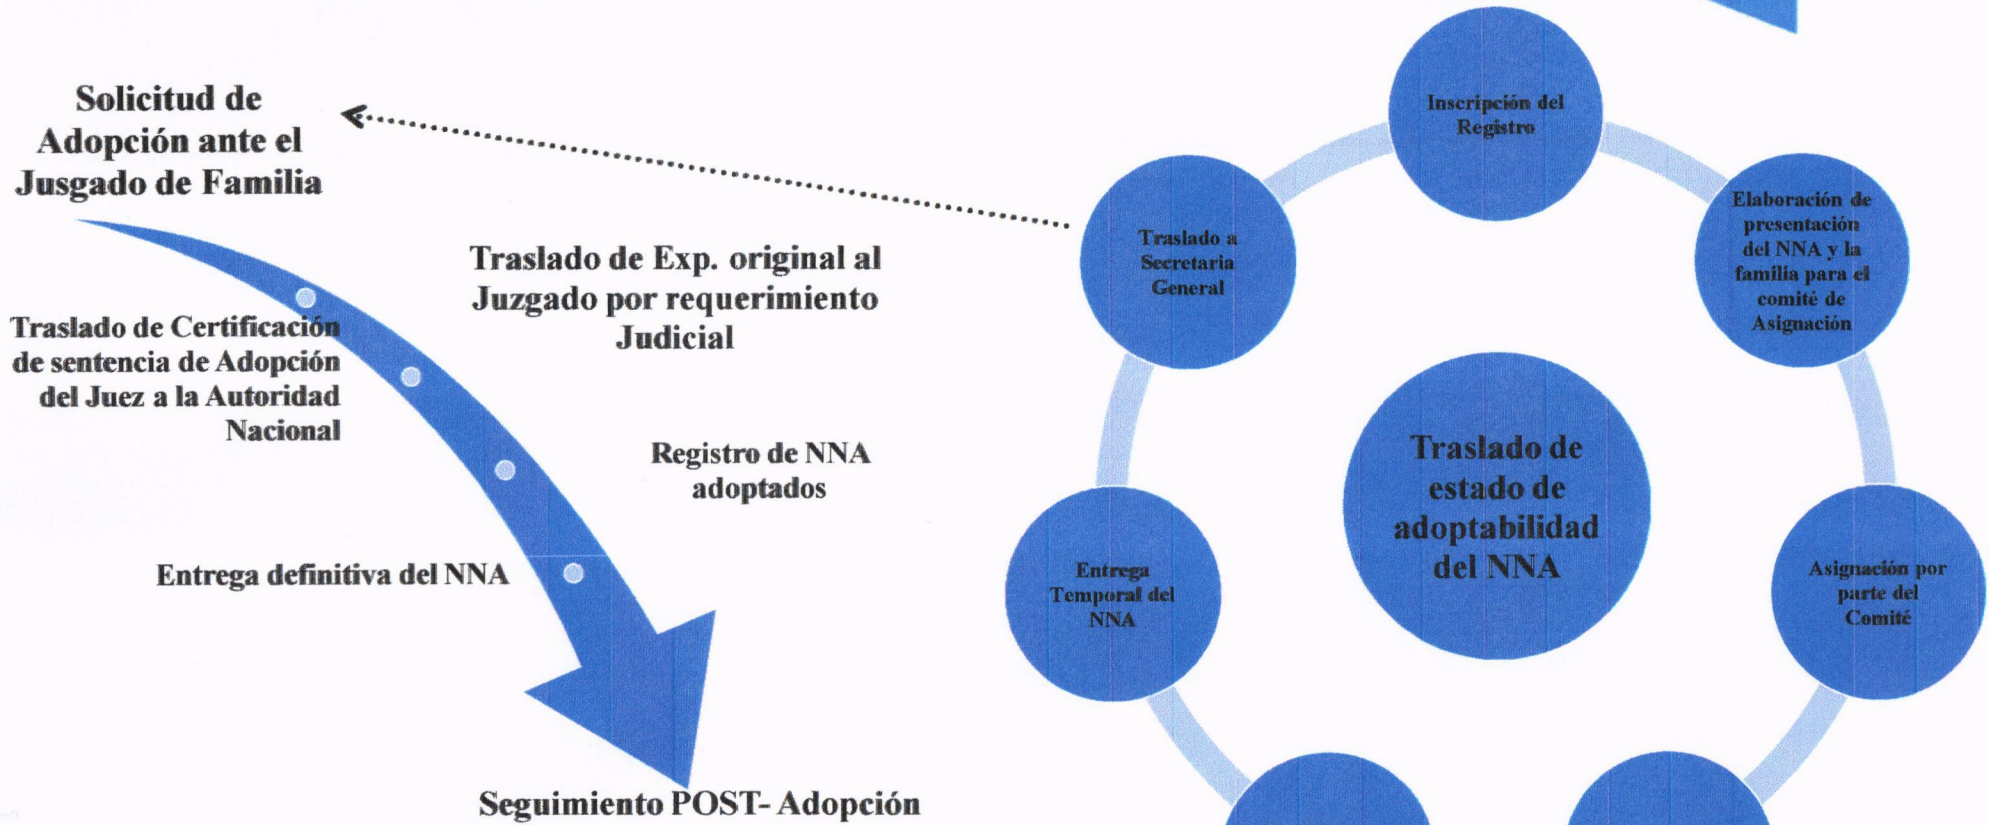 Solicitud de
Adopción ante el
Jusgado de Familia
Traslado de Exp. original al
Juzgado por requerimiento
Judicial
Traslado de Certificación
de sentencia de Adopción
del Juez a la Autoridad
Nacional
Registro de NNA
adoptados
Entrega definitiva del NNA
Seguimiento POST- Adopción
Inscripción del
Registro
Elaboración de
presentación
del NNA y la
familia para el
comité de
Asignación
Asignación por
parte del
Comité
Entrega
Temporal del
NNA
Traslado a
Secretaria
General
Traslado de
estado de
adoptabilidad
del NNA